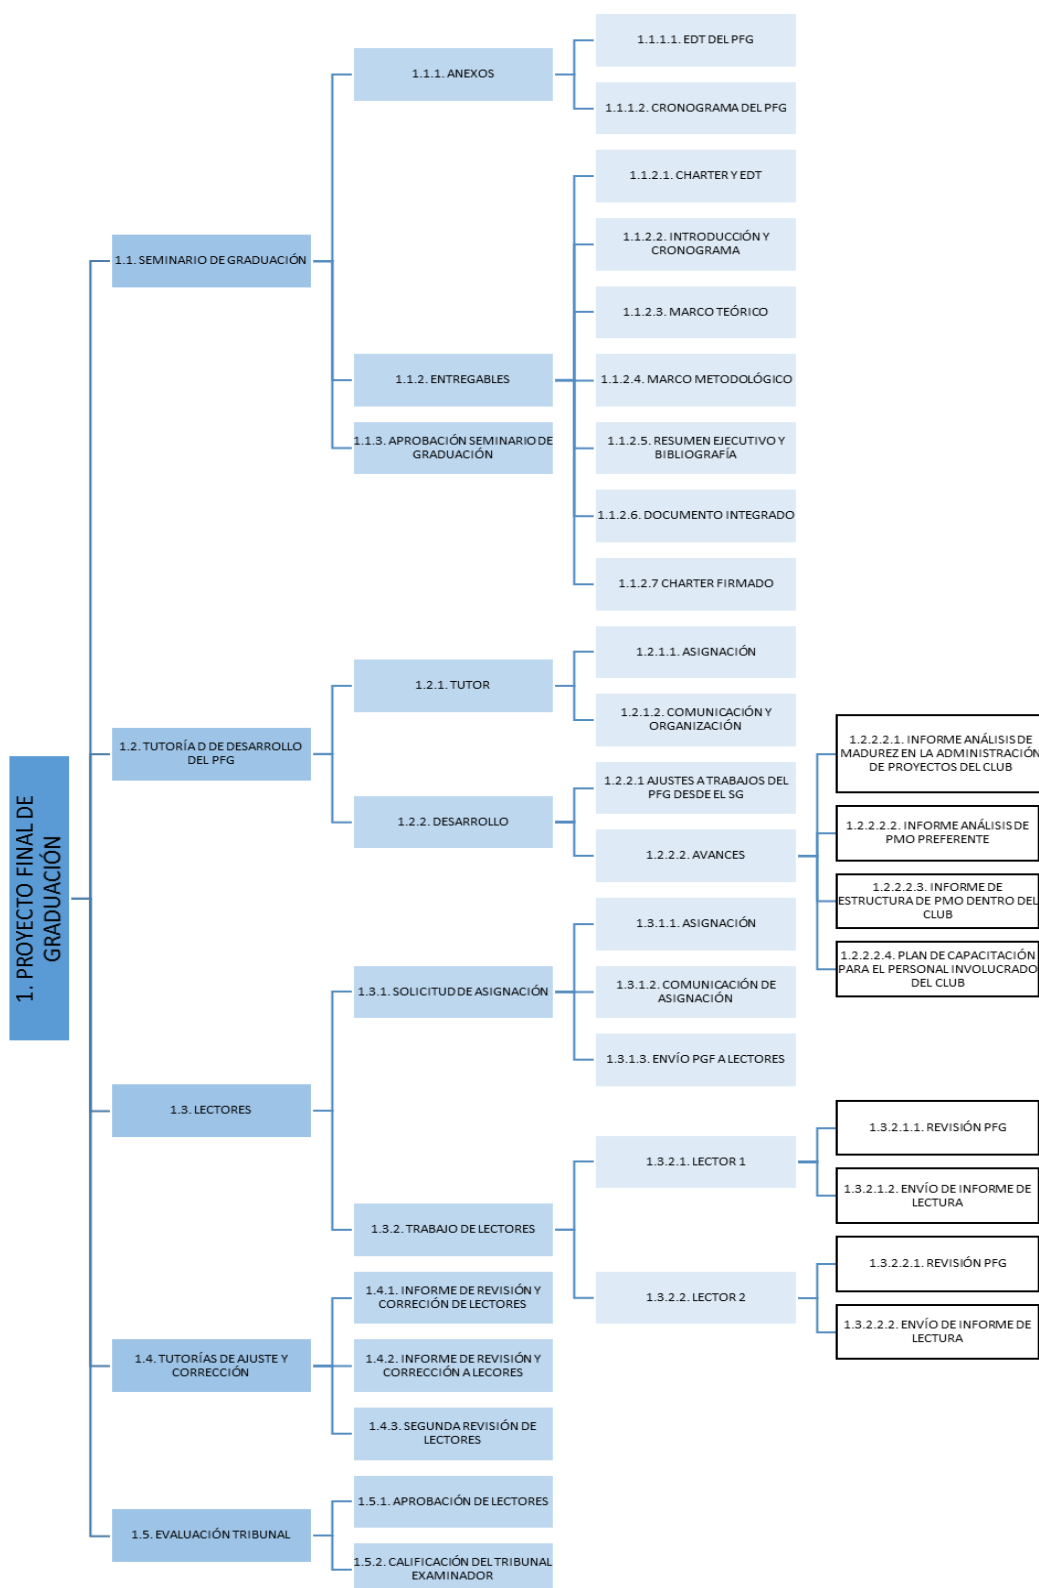 1. PROYECTO FINAL DE
GRADUACIÓN
1.1. SEMINARIO DE GRADUACIÓN
1.1.1. ANEXOS
1.1.1.1. EDT DEL PFG
1.1.1.2. CRONOGRAMA DEL PFG
1.1.2. ENTREGABLES
1.1.2.1. CHARTER Y EDT
1.1.2.2. INTRODUCCIÓN Y
CRONOGRAMA
1.1.2.3. MARCO TEÓRICO
1.1.2.4. MARCO METODOLÓGICO
1.1.2.5. RESUMEN EJECUTIVO Y
BIBLIOGRAFÍA
1.1.2.6. DOCUMENTO INTEGRADO
1.1.2.7 CHARTER FIRMADO
1.1.3. APROBACIÓN SEMINARIO DE
GRADUACIÓN
1.2. TUTORÍA D DE DESARROLLO
DEL PFG
1.2.1. TUTOR
1.2.1.1. ASIGNACIÓN
1.2.1.2. COMUNICACIÓN Y
ORGANIZACIÓN
1.2.2. DESARROLLO
1.2.2.1 AJUSTES A TRABAJOS DEL
PFG DESDE EL SG
1.2.2.2. AVANCES
1.2.2.2.1. INFORME ANÁLISIS DE
MADUREZ EN LA ADMINISTRACIÓN
DE PROYECTOS DEL CLUB
1.2.2.2.2. INFORME ANÁLISIS DE
PMO PREFERENTE
1.2.2.2.3. INFORME DE
ESTRUCTURA DE PMO DENTRO DEL
CLUB
1.2.2.2.4. PLAN DE CAPACITACIÓN
PARA EL PERSONAL INVOLUCRADO
DEL CLUB
1.3. LECTORES
1.3.1. SOLICITUD DE ASIGNACIÓN
1.3.1.1. ASIGNACIÓN
1.3.1.2. COMUNICACIÓN DE
ASIGNACIÓN
1.3.1.3. ENVÍO PGF A LECTORES
1.3.2. TRABAJO DE LECTORES
1.3.2.1. LECTOR 1
1.3.2.1.1. REVISIÓN PFG
1.3.2.1.2. ENVÍO DE INFORME DE
LECTURA
1.3.2.2. LECTOR 2
1.3.2.2.1. REVISIÓN PFG
1.3.2.2.2. ENVÍO DE INFORME DE
LECTURA
1.4. TUTORÍAS DE AJUSTE Y
CORRECCIÓN
1.4.1. INFORME DE REVISIÓN Y
CORRECIÓN DE LECTORES
1.4.2. INFORME DE REVISIÓN Y
CORRECCIÓN A LECORES
1.4.3. SEGUNDA REVISIÓN DE
LECTORES
1.5. EVALUACIÓN TRIBUNAL
1.5.1. APROBACIÓN DE LECTORES
1.5.2. CALIFICACIÓN DEL TRIBUNAL
EXAMINADOR